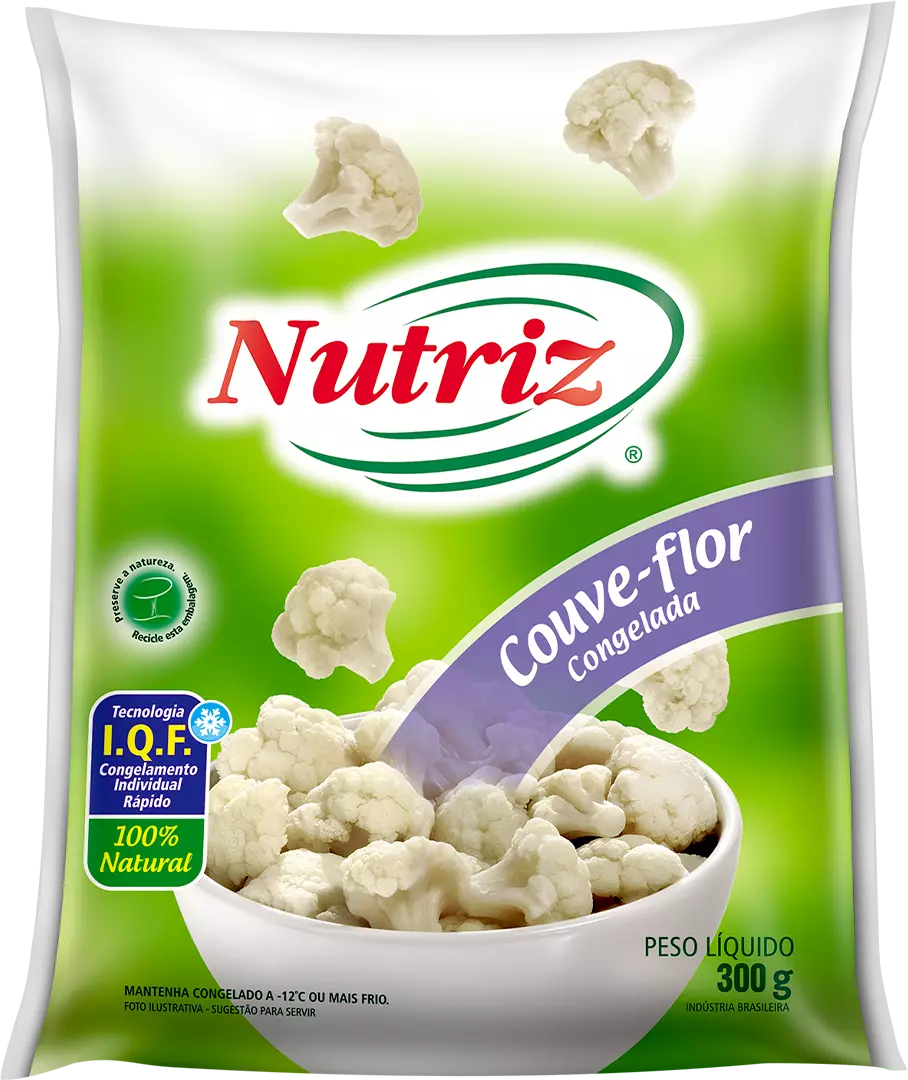 Nutriz
®
Couve-flor
Congelada
Preserve a natureza.
Recicle esta embalagem.
Tecnologia
I.Q.F.
Congelamento
Individual
Rápido
100%
Natural
PESO LÍQUIDO
300 g
INDÚSTRIA BRASILEIRA
MANTENHA CONGELADO A -12°C OU MAIS FRIO.
FOTO ILUSTRATIVA - SUGESTÃO PARA SERVIR